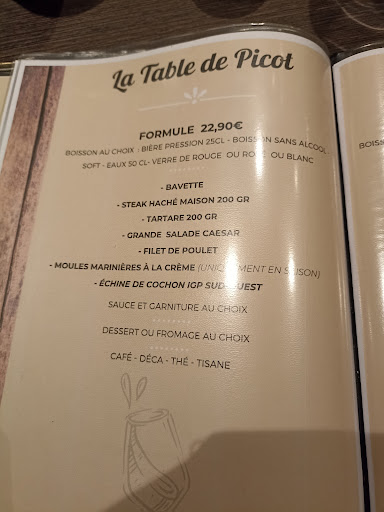 La Table de Picot
FORMULE 22,90€
BOISSON AU CHOIX : BIÈRE PRESSION 25CL - BOISSON SANS ALCOOL
SOFT - EAUX 50 CL- VERRE DE ROUGE OU ROSÉ OU BLANC
- BAVETTE
- STEAK HACHÉ MAISON 200 GR
- TARTARE 200 GR
- GRANDE SALADE CAESAR
- FILET DE POULET
- MOULES MARINIÈRES À LA CRÈME (UNIQUEMENT EN SAISON)
- ÉCHINE DE COCHON IGP SUD-OUEST
SAUCE ET GARNITURE AU CHOIX
DESSERT OU FROMAGE AU CHOIX
CAFÉ - DÉCA - THÉ - TISANE